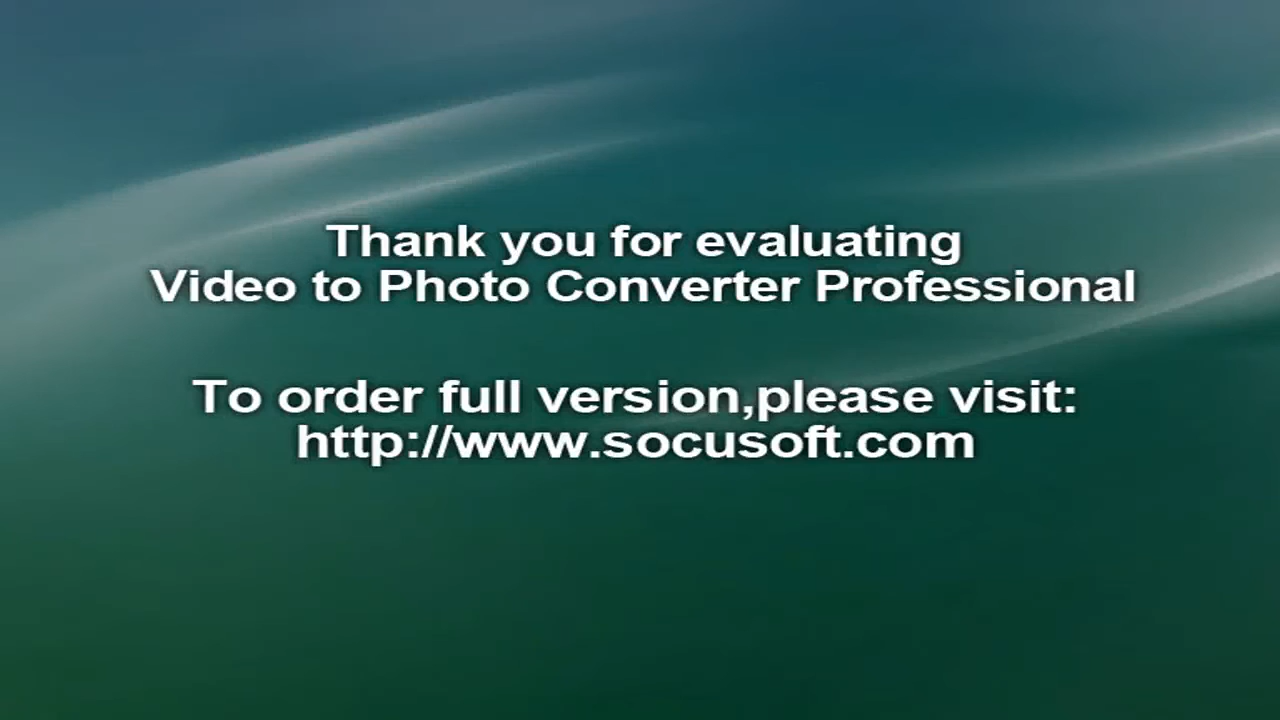 Thank you for evaluating
Video to Photo Converter Professional
To order full version,please visit:
http://www.socusoft.com